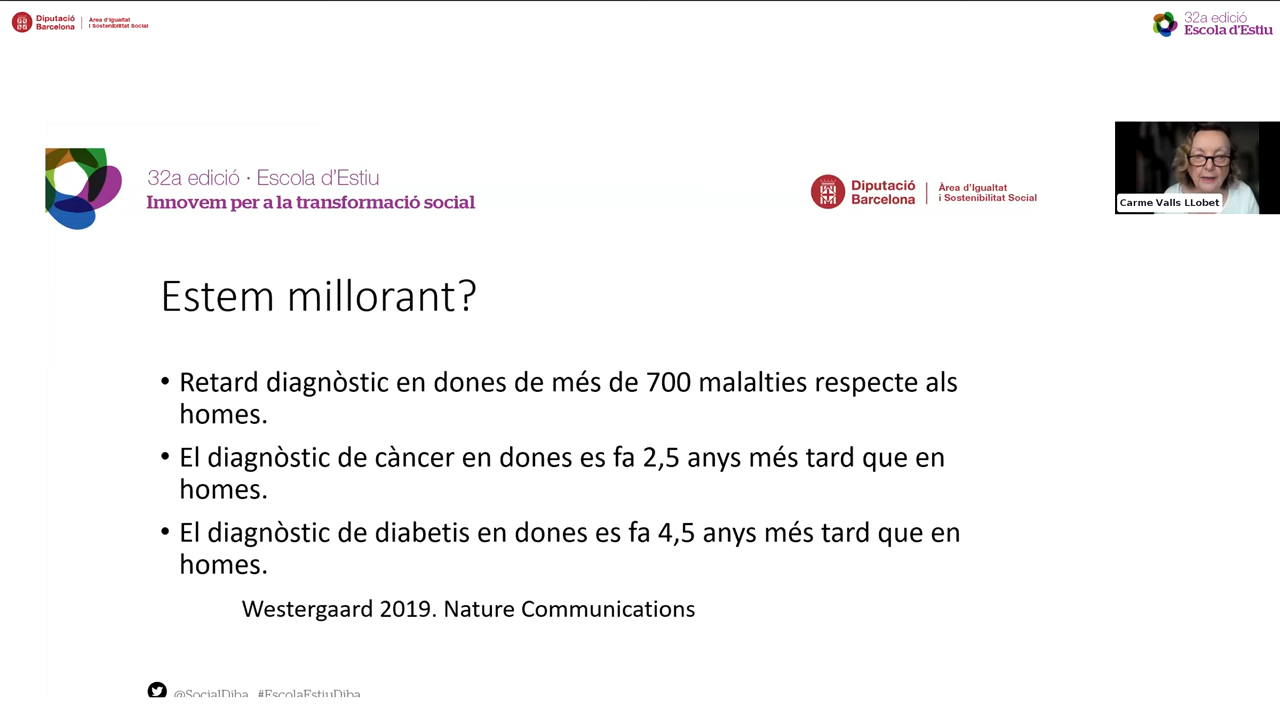 Diputació
Barcelona
Àrea d'Igualtat
i Sostenibilitat Social
32a edició
Escola d'Estiu
32a edició · Escola d'Estiu
Innovem per a la transformació social
Diputació
Barcelona
Àrea d'Igualtat
i Sostenibilitat Social
Carme Valls LLobet
Estem millorant?
• Retard diagnòstic en dones de més de 700 malalties respecte als
homes.
• El diagnòstic de càncer en dones es fa 2,5 anys més tard que en
homes.
• El diagnòstic de diabetis en dones es fa 4,5 anys més tard que en
homes.
Westergaard 2019. Nature Communications
@SocialDiba #EscolaEstiuDiba